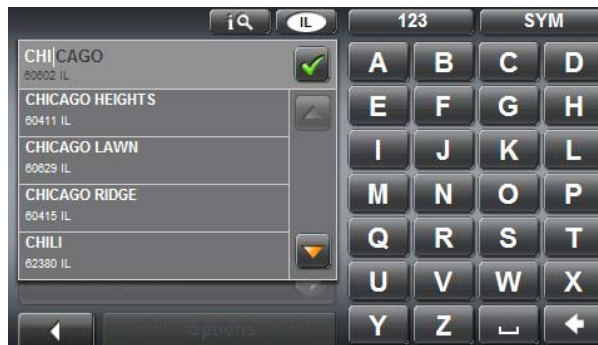 IL
123
SYM
CHICAGO
60602 IL
CHICAGO HEIGHTS
60411 IL
CHICAGO LAWN
60629 IL
CHICAGO RIDGE
60415 IL
CHILI
62380 IL
Options
A B C D
E F G H
I J K L
M N O P
Q R S T
U V W X
Y Z